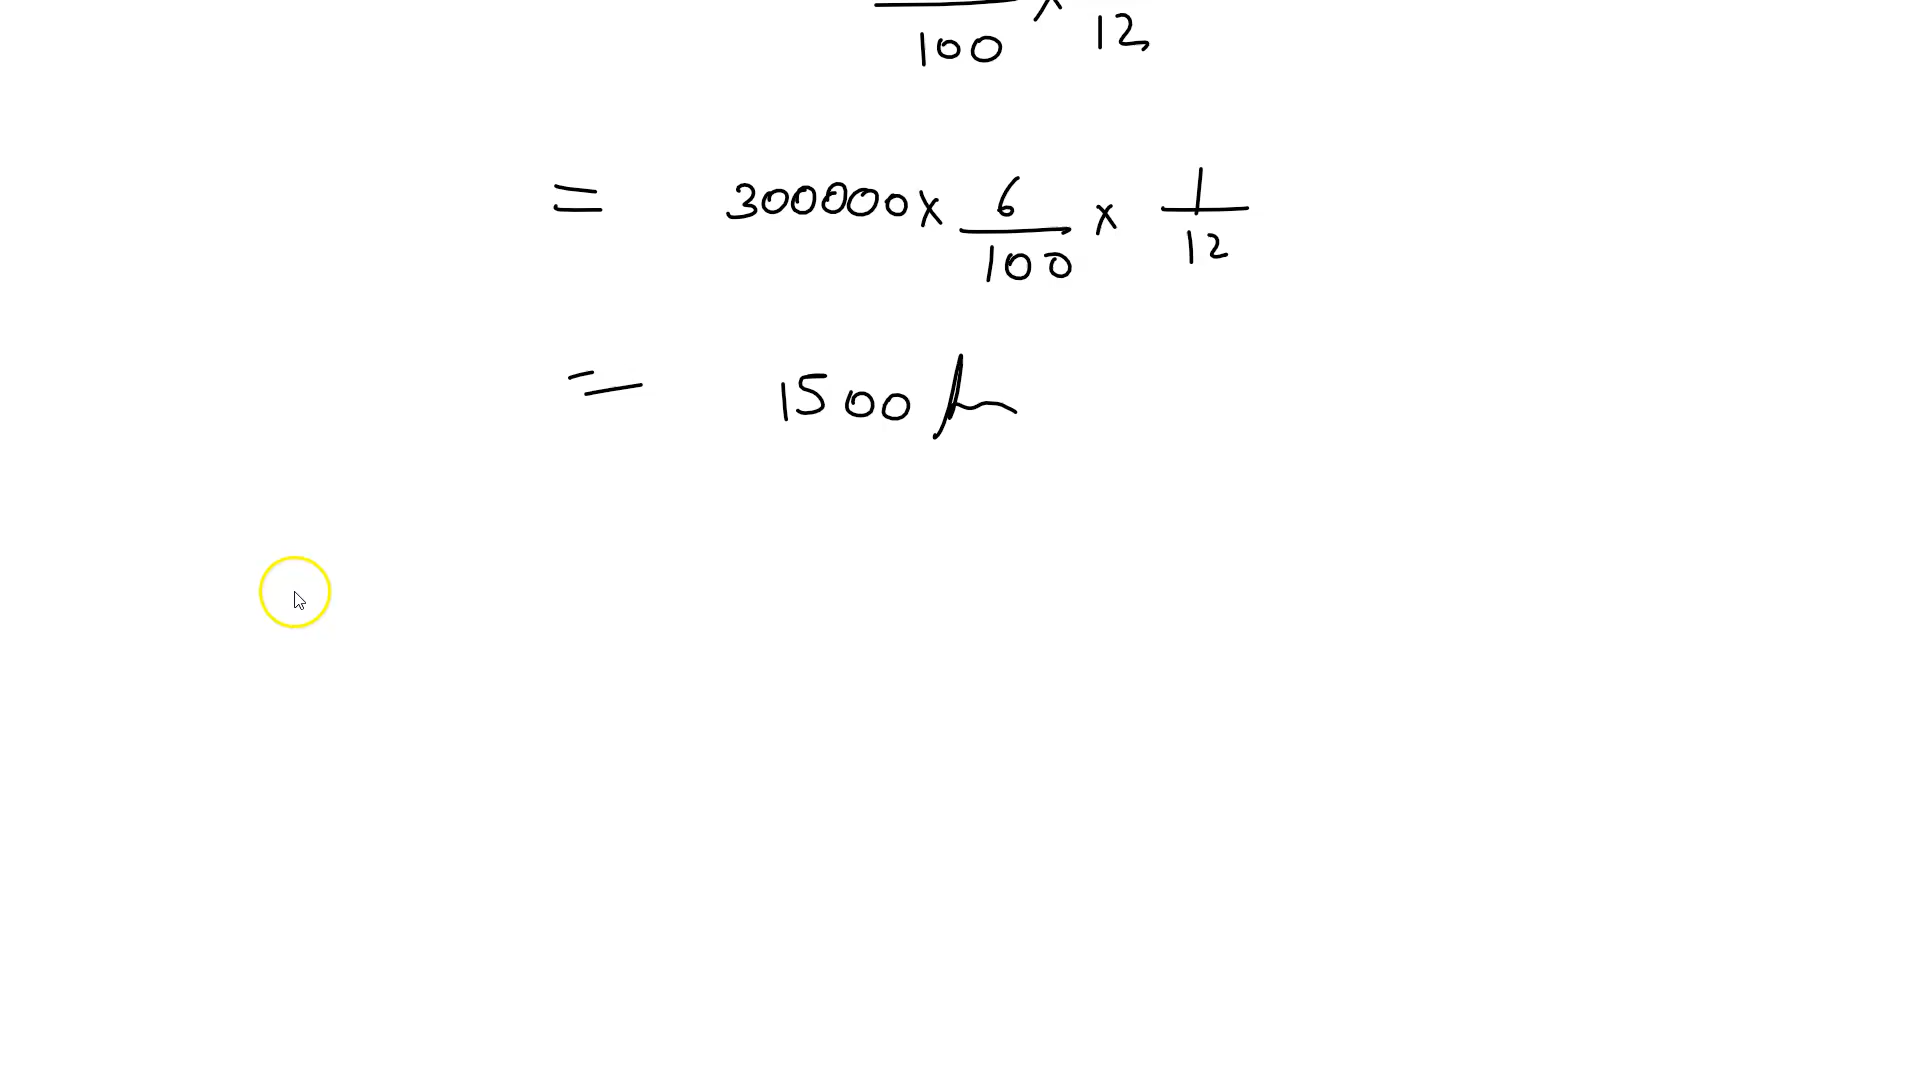 100 × 12
= 300000 x 6/100 x 1/12
= 1500